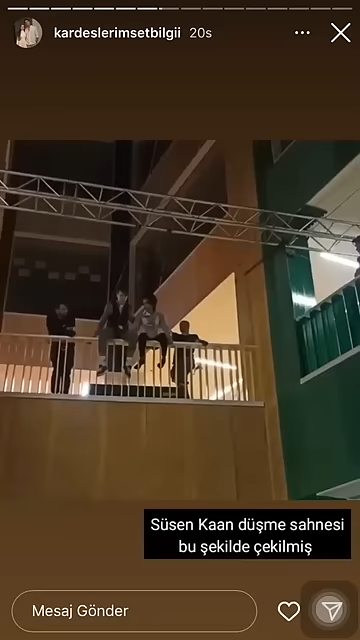 kardeslerimsetbilgii 20s
Süsen Kaan düşme sahnesi
bu şekilde çekilmiş
Mesaj Gönder